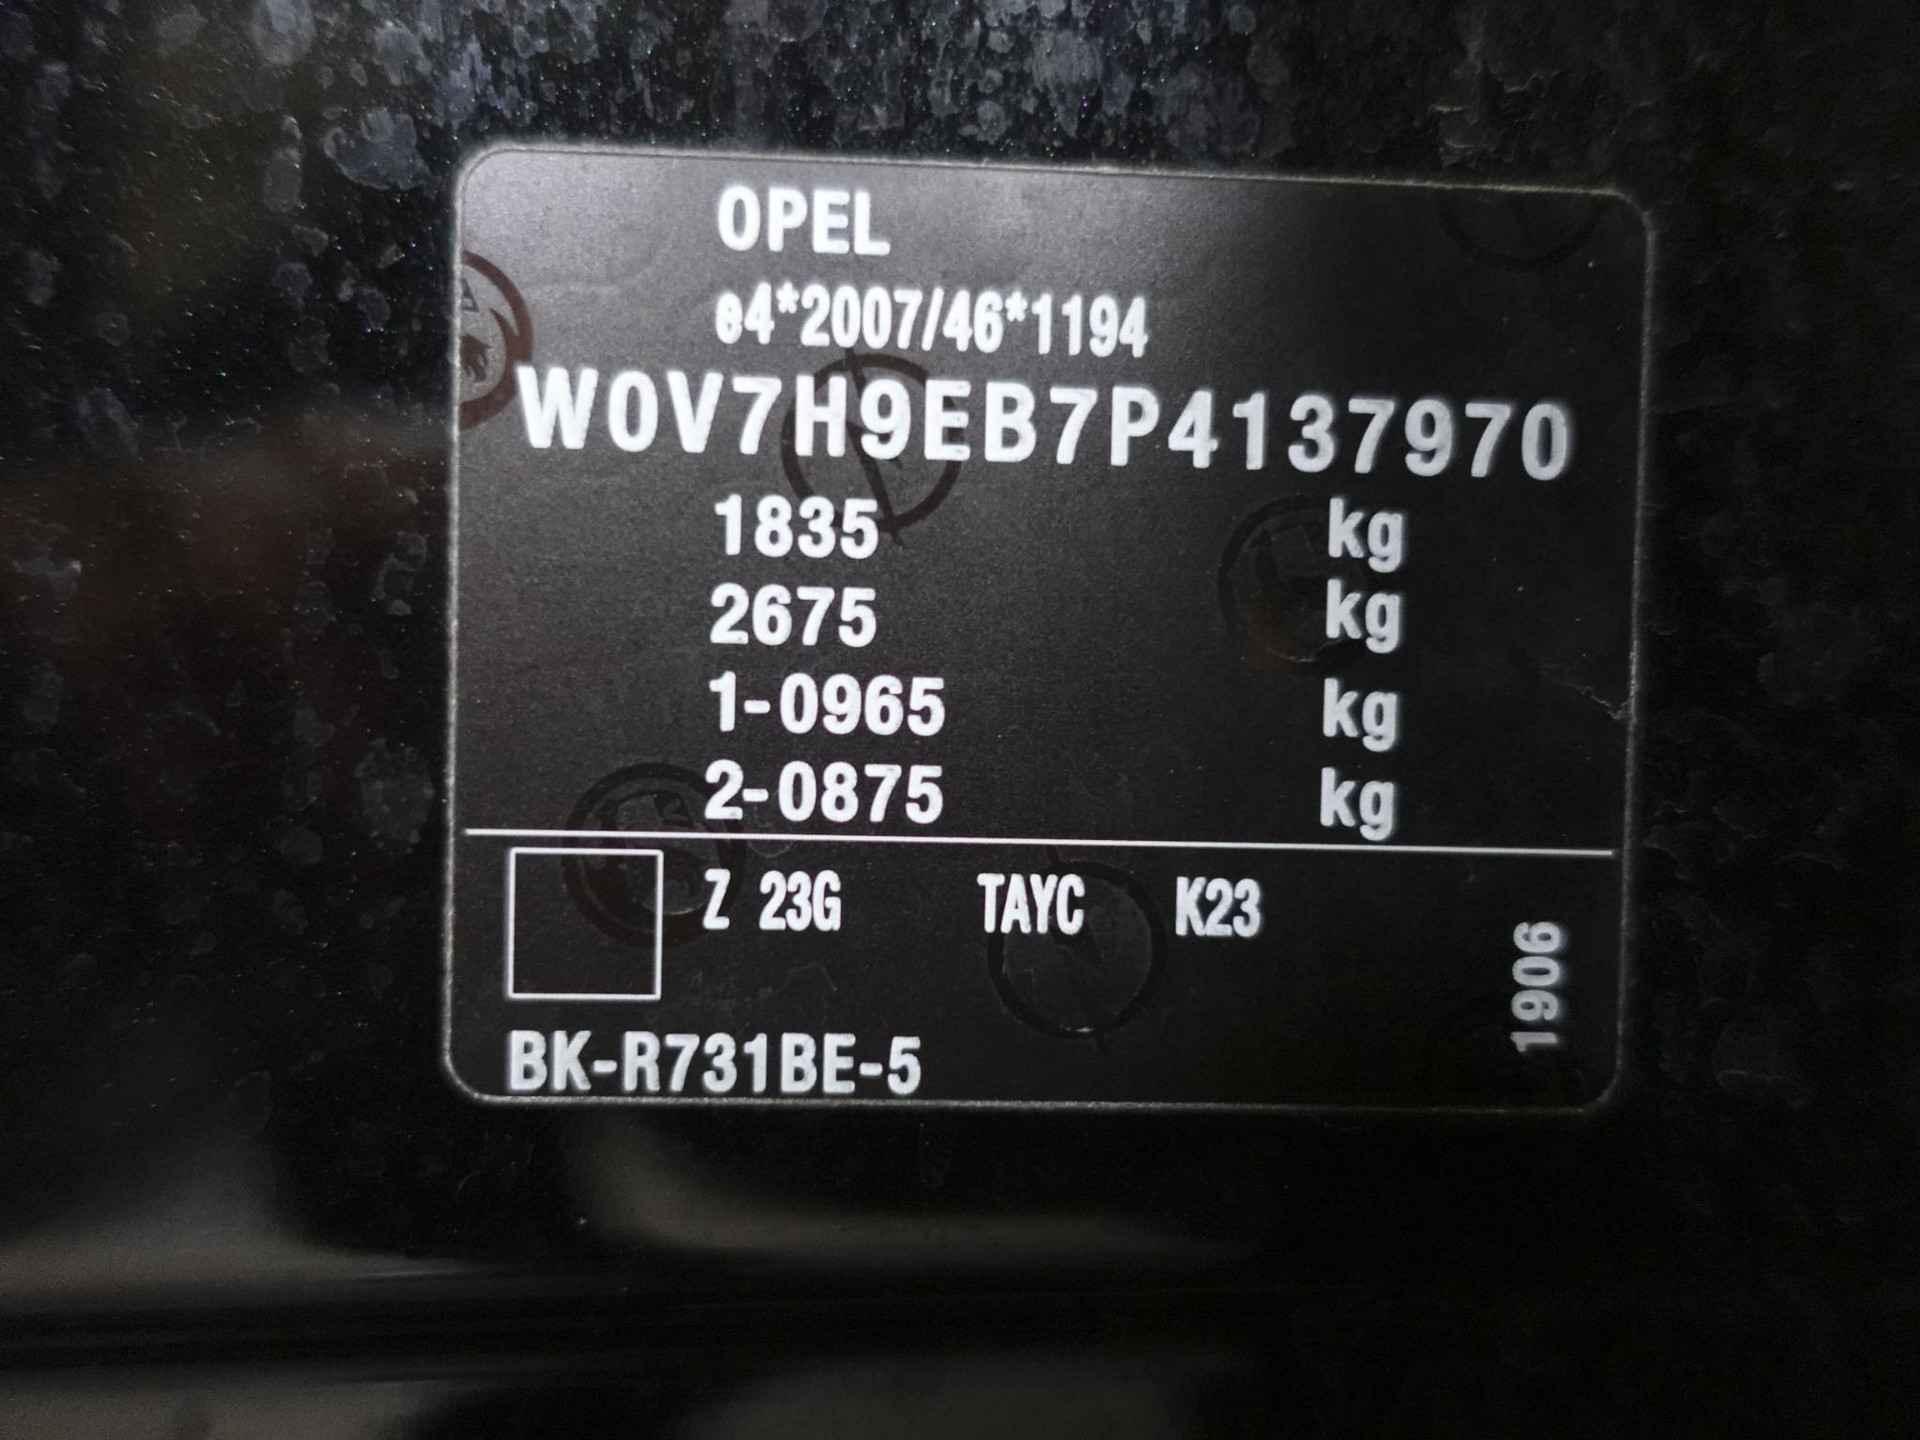 OPEL
e4*2007/46*1194
W0V7H9EB7P4137970
1835 kg
2675 kg
1-0965 kg
2-0875 kg
Z 23G TAYC K23
1906
BK-R731BE-5